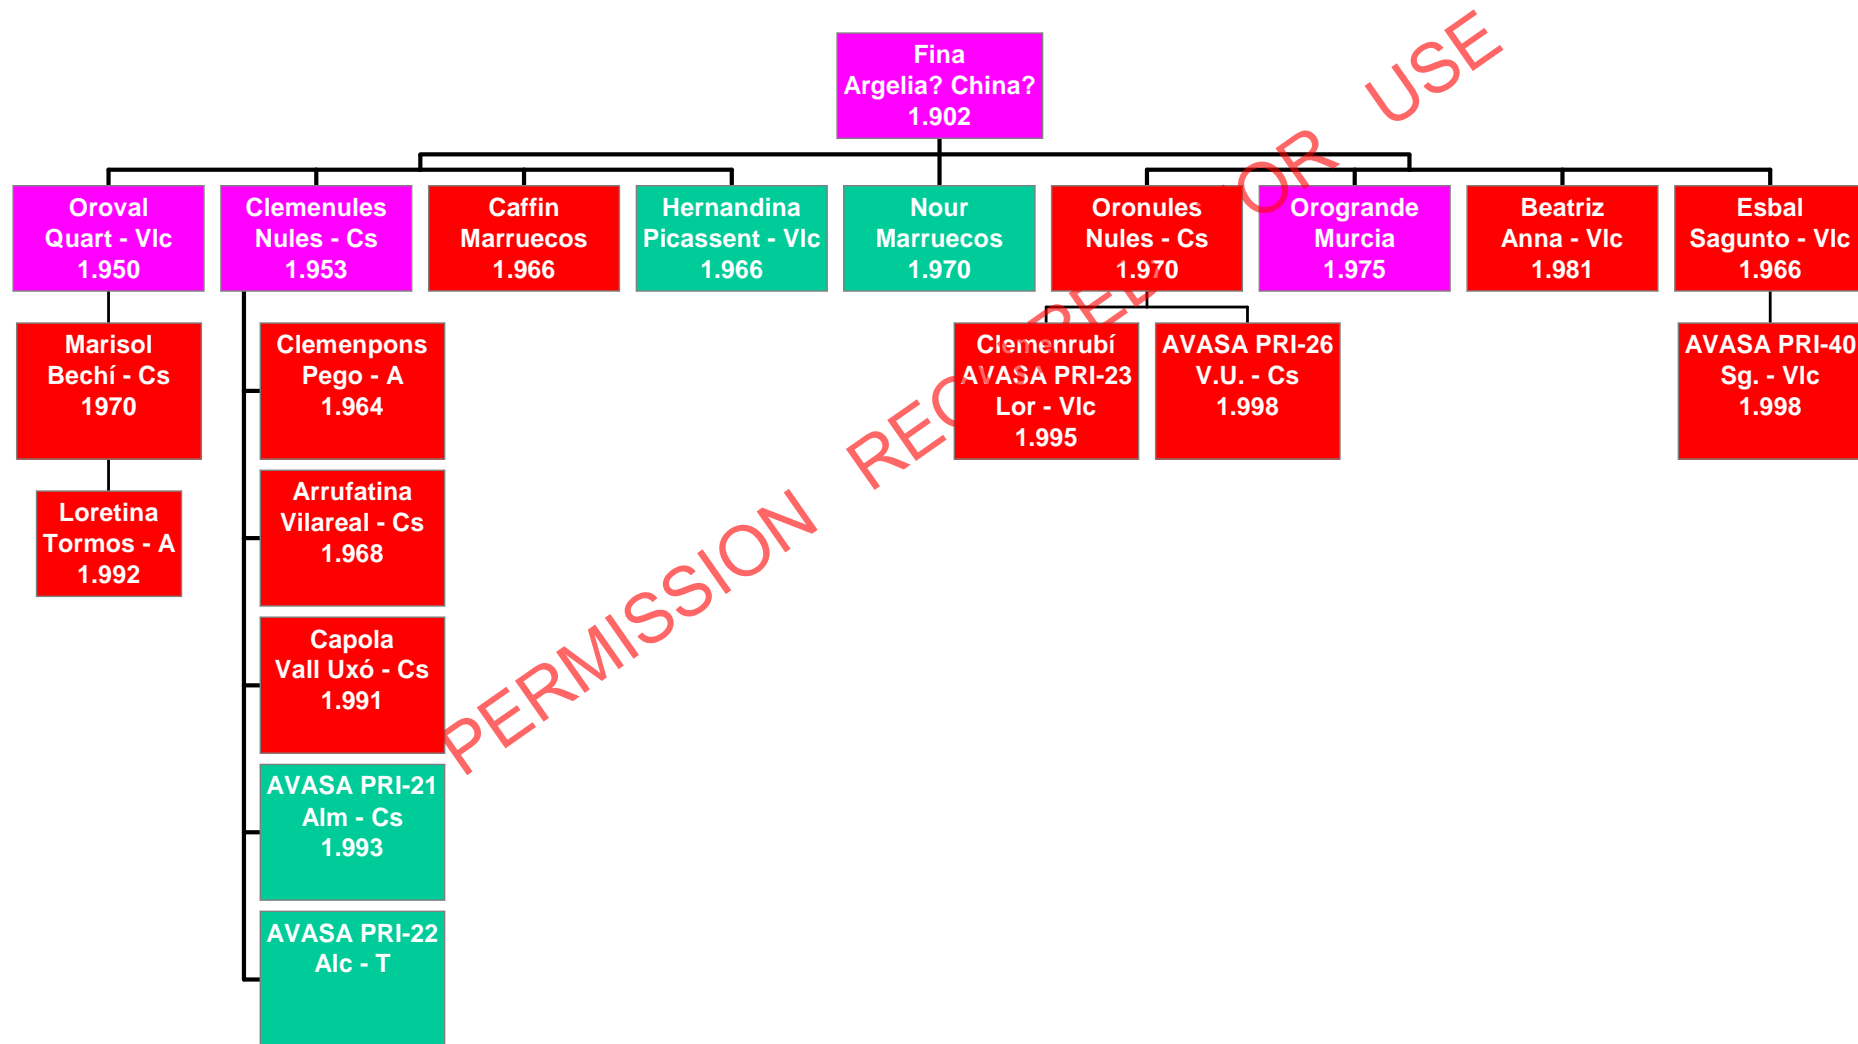 Fina
Argelia? China?
1.902
Oroval
Quart - Vlc
1.950
Clemenules
Nules - Cs
1.953
Caffin
Marruecos
1.966
Hernandina
Picassent - Vlc
1.966
Nour
Marruecos
1.970
Oronules
Nules - Cs
1.970
Orogrande
Murcia
1.975
Beatriz
Anna - Vlc
1.981
Esbal
Sagunto - Vlc
1.966
Marisol
Bechí - Cs
1970
Clemenpons
Pego - A
1.964
Clemenrubí
AVASA PRI-23
Lor - Vlc
1.995
AVASA PRI-26
V.U. - Cs
1.998
AVASA PRI-40
Sg. - Vlc
1.998
Loretina
Tormos - A
1.992
Arrufatina
Vilareal - Cs
1.968
Capola
Vall Uxó - Cs
1.991
AVASA PRI-21
Alm - Cs
1.993
AVASA PRI-22
Alc - T
PERMISSION USE